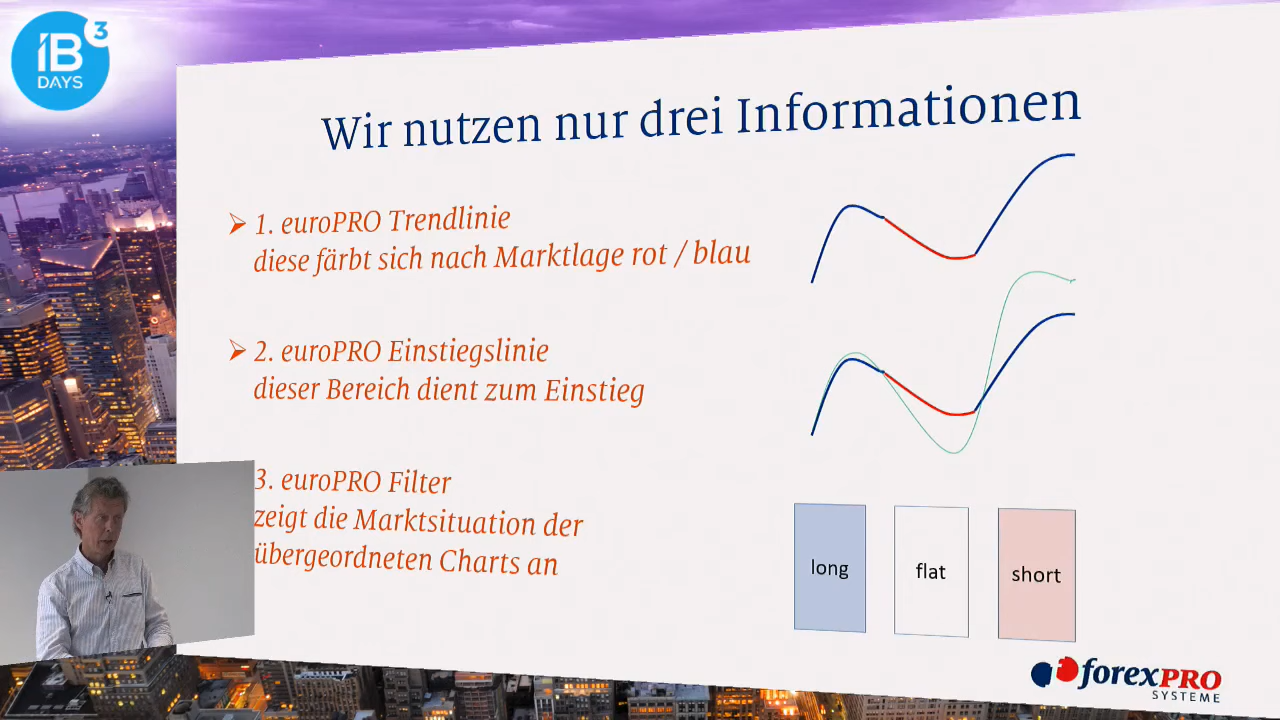 iB 3
DAYS
Wir nutzen nur drei Informationen
1. euroPRO Trendlinie
diese färbt sich nach Marktlage rot / blau
2. euroPRO Einstiegslinie
dieser Bereich dient zum Einstieg
3. euroPRO Filter
zeigt die Marktsituation der
übergeordneten Charts an
long
flat
short
forexPRO
SYSTEME